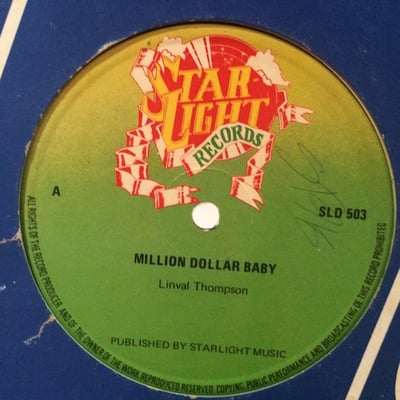 STAR
LIGHT
RECORDS
A
SLD 503
MILLION DOLLAR BABY
Linval Thompson
PUBLISHED BY STARLIGHT MUSIC
ALL RIGHTS OF THE RECORD PRODUCER AND OF THE OWNER OF THE WORK REPRODUCED RESERVED. COPYING, PUBLIC PERFORMANCE AND BROADCASTING OF THIS RECORD PROHIBITED